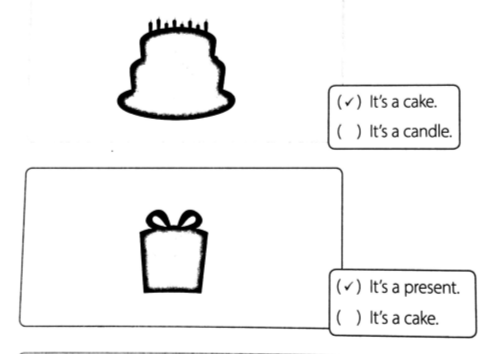 (✓) It's a cake.
( ) It's a candle.
(✓) It's a present.
( ) It's a cake.